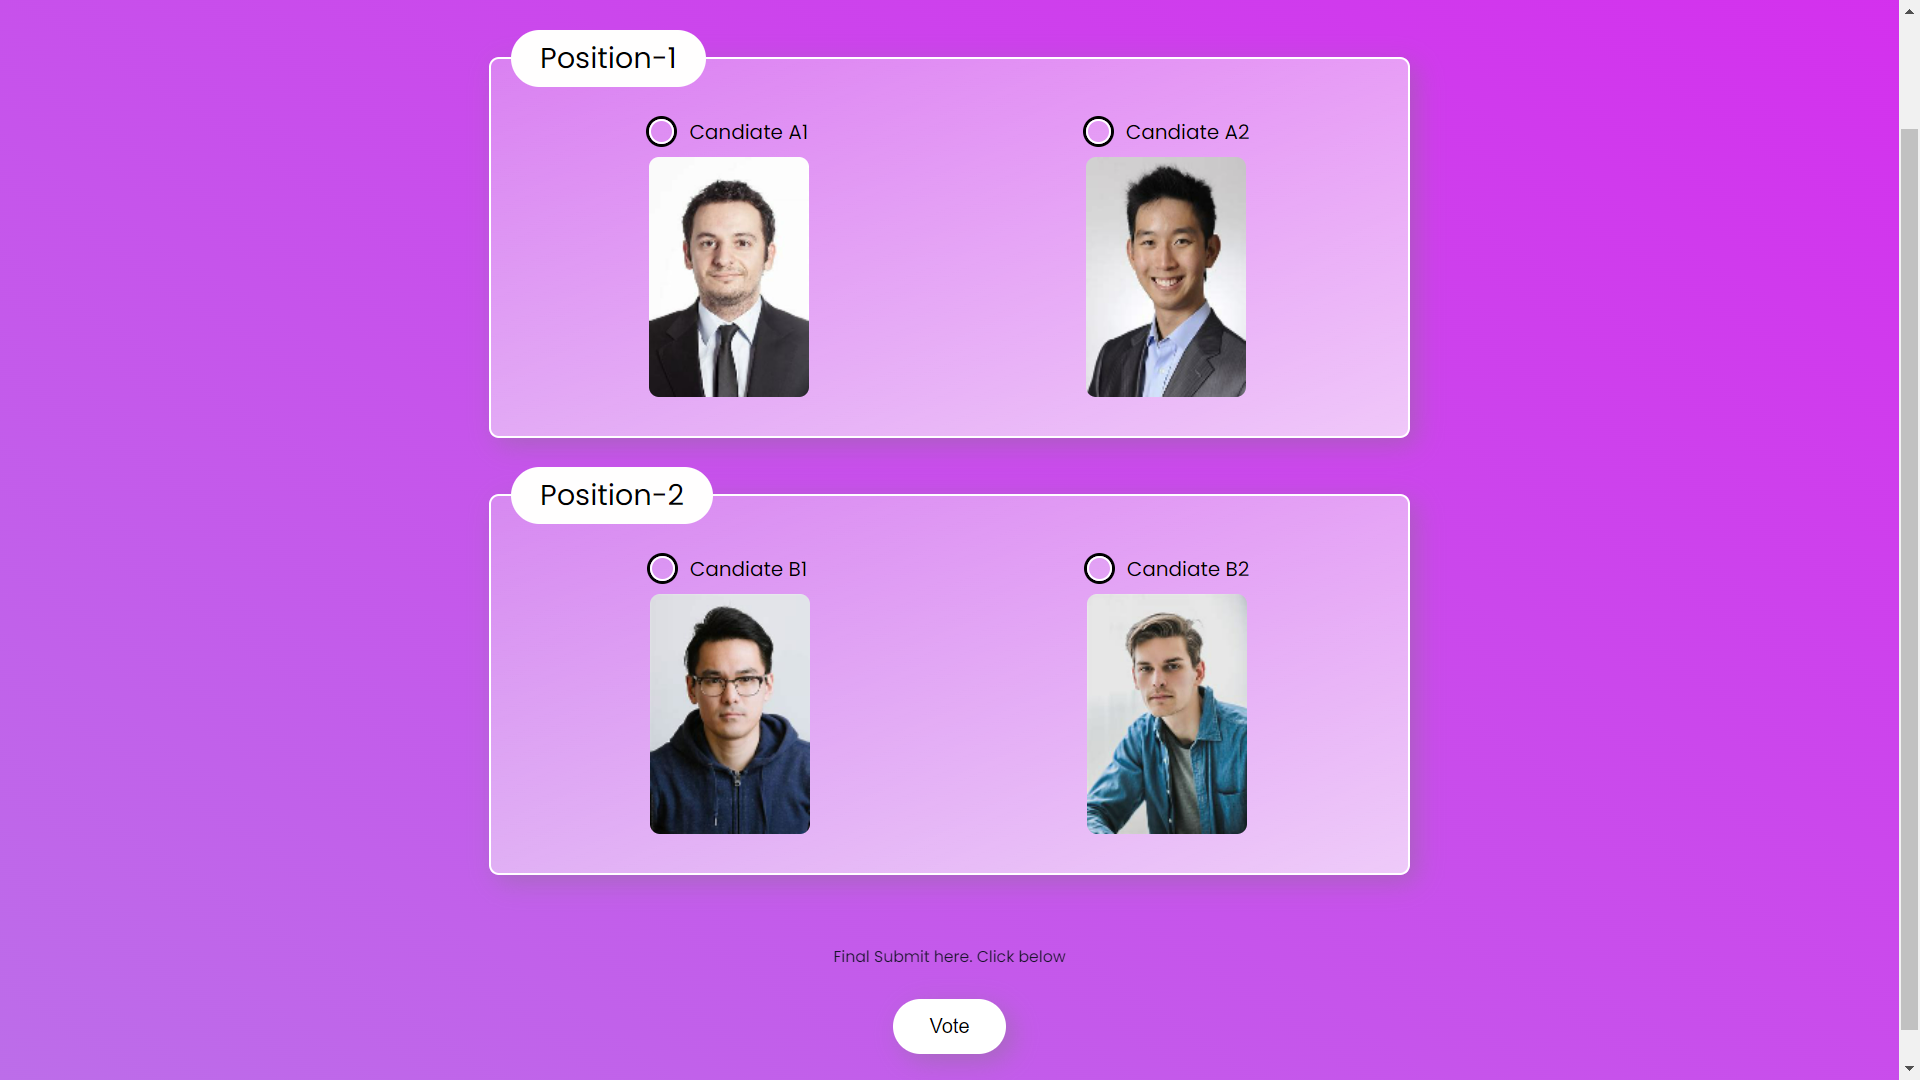 Position-1
Candiate A1
Candiate A2
Position-2
Candiate B1
Candiate B2
Final Submit here. Click below
Vote